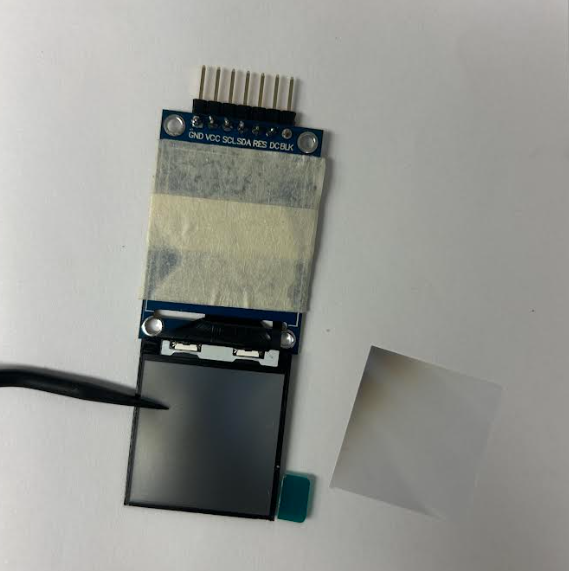 GND VCC SCL SDA RES DC BLK